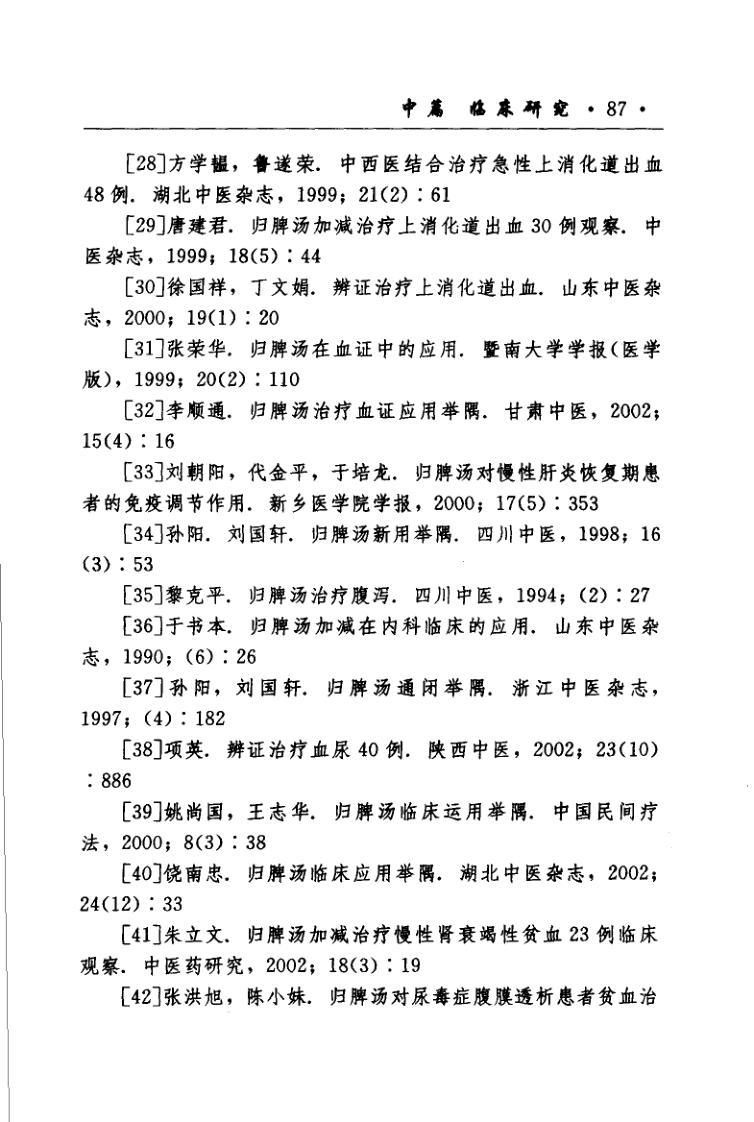 中篇 临床研究 · 87 ·
[28]方学韫，鲁遂荣．中西医结合治疗急性上消化道出血
48例．湖北中医杂志，1999；21(2)：61
[29]唐建君．归脾汤加减治疗上消化道出血30例观察．中
医杂志，1999；18(5)：44
[30]徐国祥，丁文娟．辨证治疗上消化道出血．山东中医杂
志，2000；19(1)：20
[31]张荣华．归脾汤在血证中的应用．暨南大学学报(医学
版)，1999；20(2)：110
[32]李顺通．归脾汤治疗血证应用举隅．甘肃中医，2002；
15(4)：16
[33]刘朝阳，代金平，于培龙．归脾汤对慢性肝炎恢复期患
者的免疫调节作用．新乡医学院学报，2000；17(5)：353
[34]孙阳．刘国轩．归脾汤新用举隅．四川中医，1998；16
(3)：53
[35]黎克平．归脾汤治疗腹泻．四川中医，1994；(2)：27
[36]于书本．归脾汤加减在内科临床的应用．山东中医杂
志，1990；(6)：26
[37]孙阳，刘国轩．归脾汤通闭举隅．浙江中医杂志，
1997；(4)：182
[38]项英．辨证治疗血尿40例．陕西中医，2002；23(10)
：886
[39]姚尚国，王志华．归脾汤临床运用举隅．中国民间疗
法，2000；8(3)：38
[40]饶南忠．归脾汤临床应用举隅．湖北中医杂志，2002；
24(12)：33
[41]朱立文．归脾汤加减治疗慢性肾衰竭性贫血23例临床
观察．中医药研究，2002；18(3)：19
[42]张洪旭，陈小妹．归脾汤对尿毒症腹膜透析患者贫血治